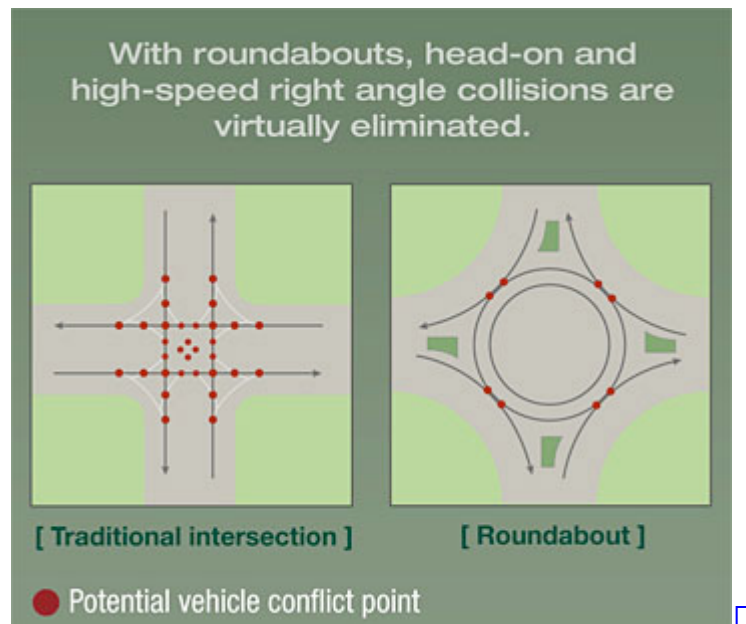 With roundabouts, head-on and
high-speed right angle collisions are
virtually eliminated.
[ Traditional intersection ]
[ Roundabout ]
Potential vehicle conflict point